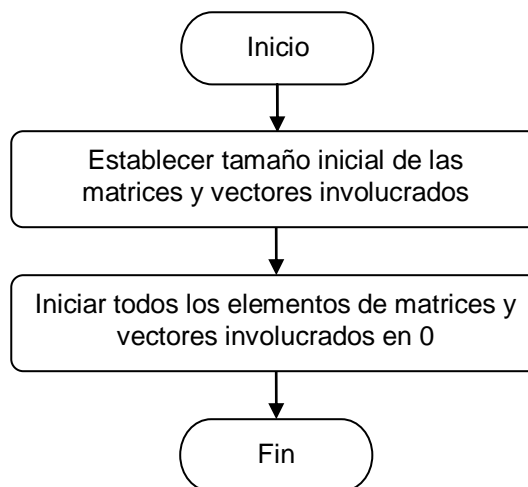 Inicio
Establecer tamaño inicial de las
matrices y vectores involucrados
Iniciar todos los elementos de matrices y
vectores involucrados en 0
Fin